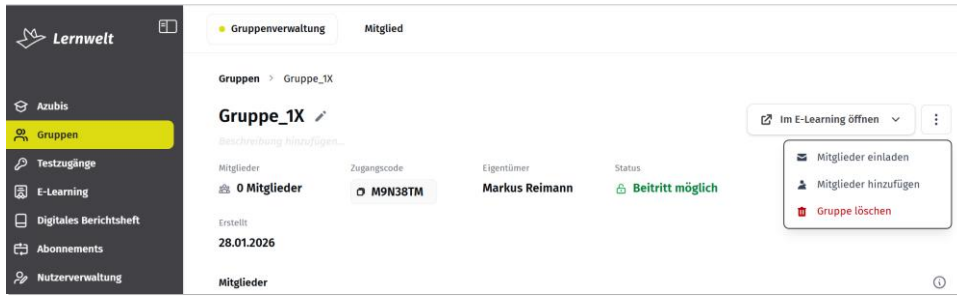 Lernwelt
Azubis
Gruppen
Testzugänge
E-Learning
Digitales Berichtsheft
Abonnements
Nutzerverwaltung
Gruppenverwaltung Mitglied
Gruppen > Gruppe_1X
Gruppe_1X
Beschreibung hinzufügen...
Im E-Learning öffnen
Mitglieder einladen
Mitglieder hinzufügen
Gruppe löschen
Mitglieder Zugangscode Eigentümer Status
0 Mitglieder M9N38TM Markus Reimann Beitritt möglich
Erstellt
28.01.2026
Mitglieder